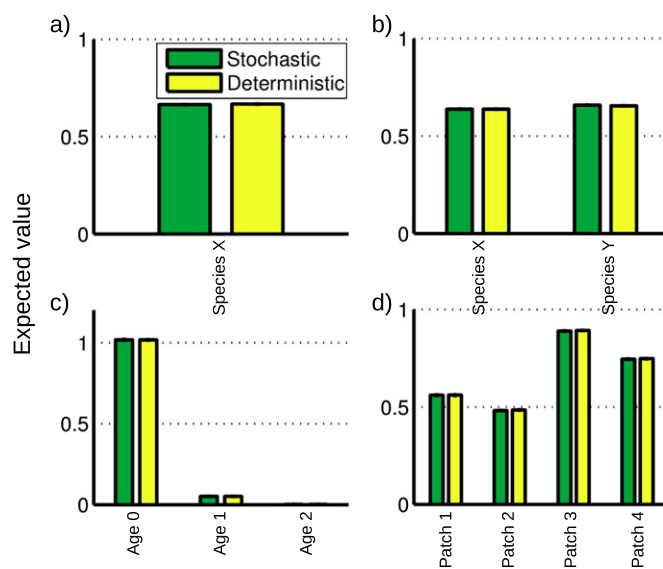 a)
1
Stochastic
Deterministic
0.5
0
Species X
b)
1
0.5
0
Species X
Species Y
Expected value
c)
1
0.5
0
Age 0
Age 1
Age 2
d)
1
0.5
0
Patch 1
Patch 2
Patch 3
Patch 4